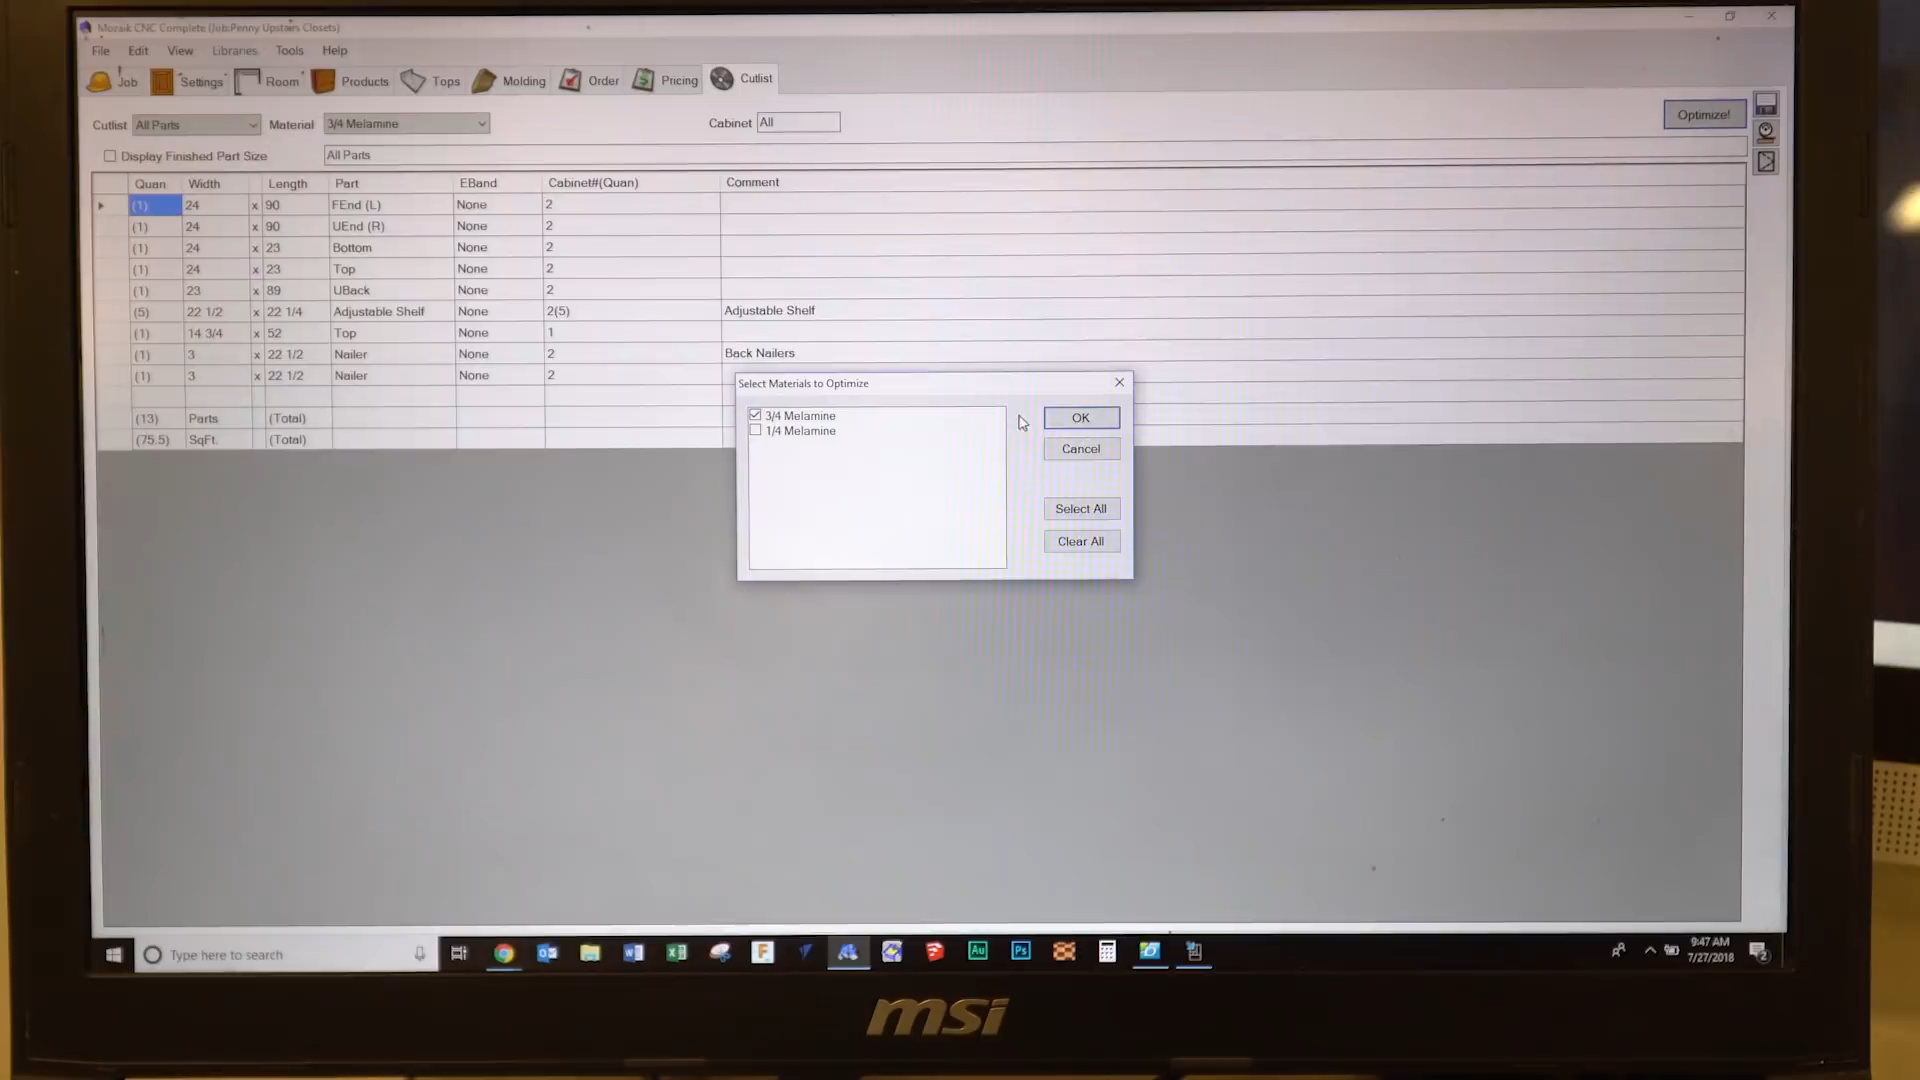 Mozaik CNC Complete (Job:Penny Upstairs Closets)
File Edit View Libraries Tools Help
Job Settings Room Products Tops Molding Order Pricing Cutlist
Cutlist All Parts Material 3/4 Melamine Cabinet All Optimize!
Display Finished Part Size All Parts
Quan Width Length Part EBand Cabinet#(Quan) Comment
(1) 24 x 90 FEnd (L) None 2
(1) 24 x 90 UEnd (R) None 2
(1) 24 x 23 Bottom None 2
(1) 24 x 23 Top None 2
(1) 23 x 89 UBack None 2
(5) 22 1/2 x 22 1/4 Adjustable Shelf None 2(5) Adjustable Shelf
(1) 14 3/4 x 52 Top None 1
(1) 3 x 22 1/2 Nailer None 2 Back Nailers
(1) 3 x 22 1/2 Nailer None 2
(13) Parts (Total)
(75.5) SqFt. (Total)
Select Materials to Optimize
3/4 Melamine
1/4 Melamine
OK
Cancel
Select All
Clear All
Type here to search
Au Ps
9:47 AM
7/27/2018
2
msi